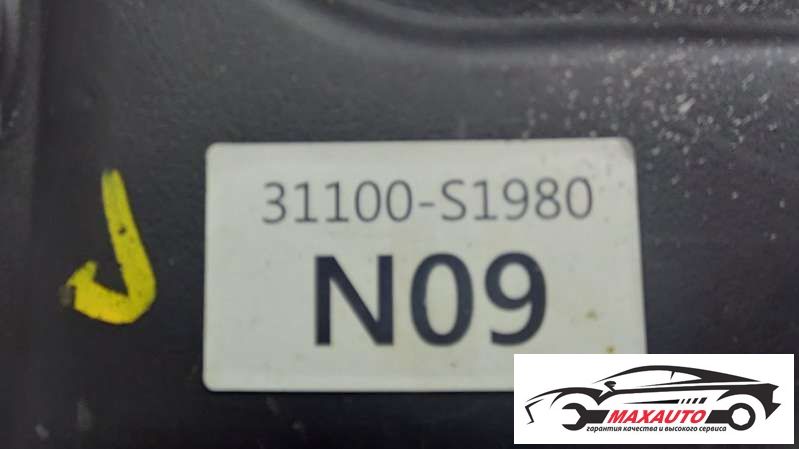 31100-S1980
N09
MAXAUTO
гарантия качества и высокого сервиса